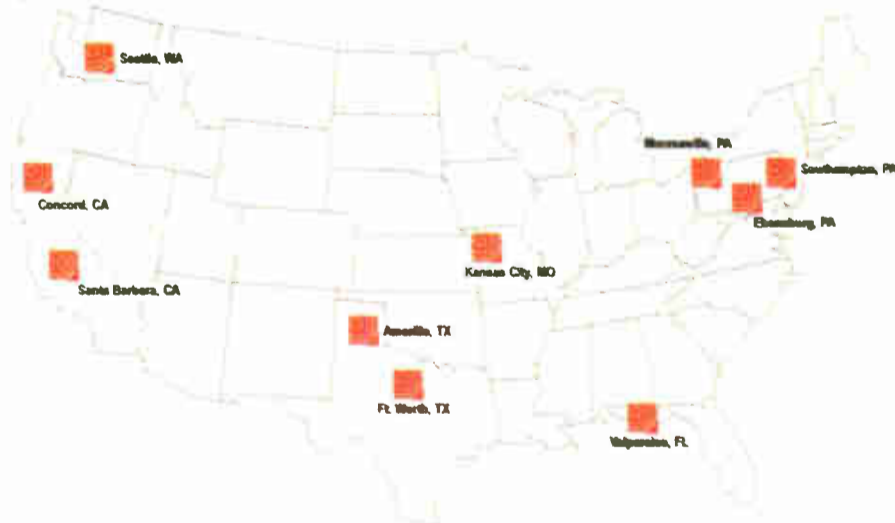 Seattle, WA
PA
Southampton, PA
Concord, CA
Ebensburg, PA
Kansas City, MO
Santa Barbara, CA
Amarillo, TX
Ft. Worth, TX
Valparaiso, FL